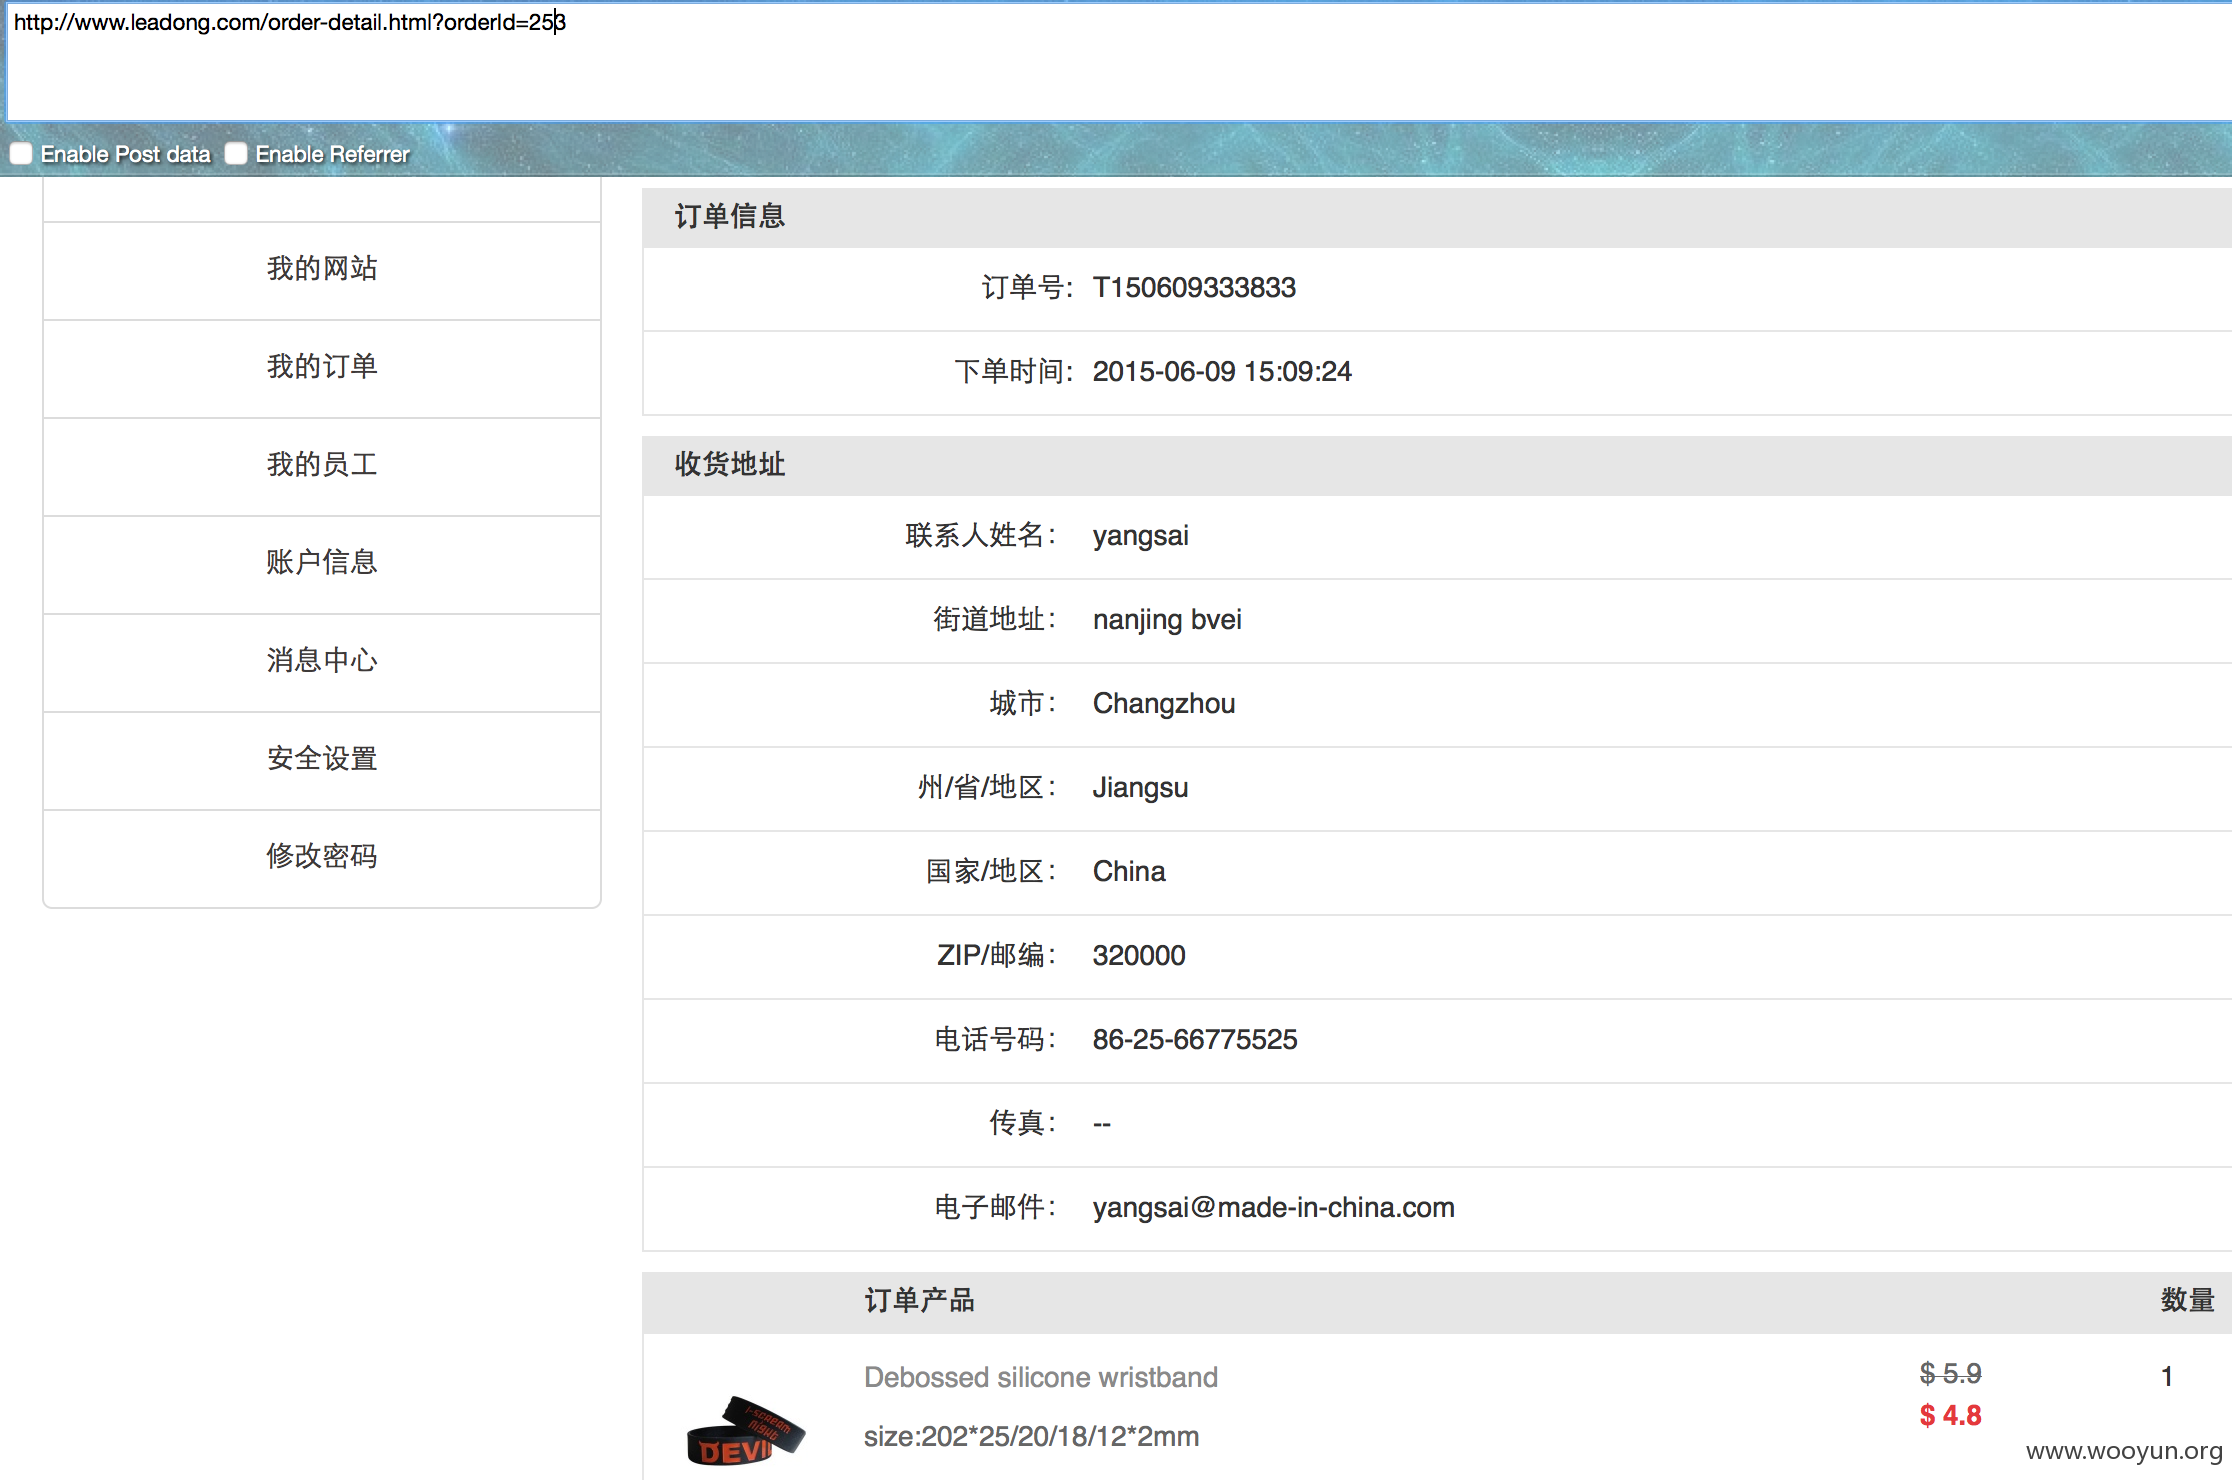 http://www.leadong.com/order-detail.html?orderId=253
Enable Post data Enable Referrer
我的网站
我的订单
我的员工
账户信息
消息中心
安全设置
修改密码
订单信息
订单号: T150609333833
下单时间: 2015-06-09 15:09:24
收货地址
联系人姓名: yangsai
街道地址: nanjing bvei
城市: Changzhou
州/省/地区: Jiangsu
国家/地区: China
ZIP/邮编: 320000
电话号码: 86-25-66775525
传真: --
电子邮件: yangsai@made-in-china.com
订单产品 数量
Debossed silicone wristband $ 5.9 1
$ 4.8
size:202*25/20/18/12*2mm
I-SCREAM
NIGHT
DEVI
www.wooyun.org